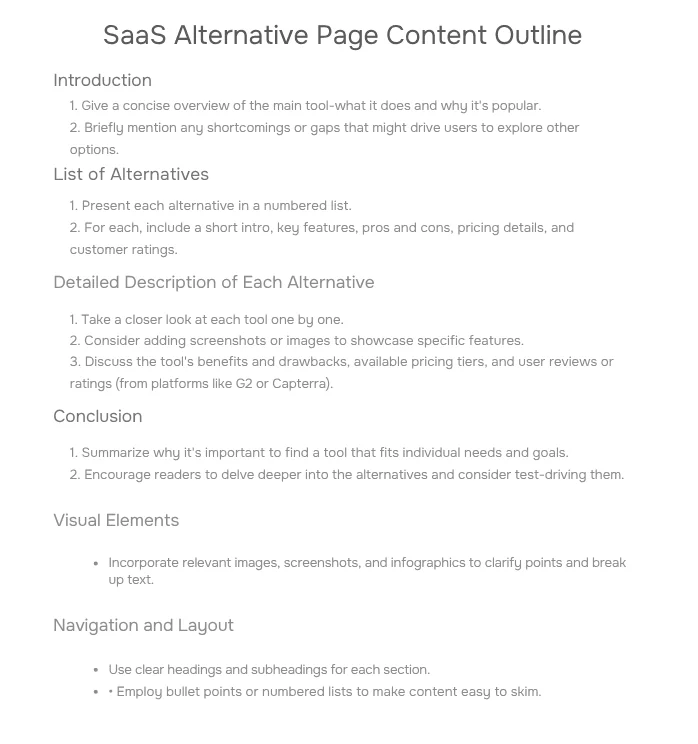 SaaS Alternative Page Content Outline
Introduction
1. Give a concise overview of the main tool-what it does and why it's popular.
2. Briefly mention any shortcomings or gaps that might drive users to explore other
options.
List of Alternatives
1. Present each alternative in a numbered list.
2. For each, include a short intro, key features, pros and cons, pricing details, and
customer ratings.
Detailed Description of Each Alternative
1. Take a closer look at each tool one by one.
2. Consider adding screenshots or images to showcase specific features.
3. Discuss the tool's benefits and drawbacks, available pricing tiers, and user reviews or
ratings (from platforms like G2 or Capterra).
Conclusion
1. Summarize why it's important to find a tool that fits individual needs and goals.
2. Encourage readers to delve deeper into the alternatives and consider test-driving them.
Visual Elements
• Incorporate relevant images, screenshots, and infographics to clarify points and break
up text.
Navigation and Layout
• Use clear headings and subheadings for each section.
• • Employ bullet points or numbered lists to make content easy to skim.